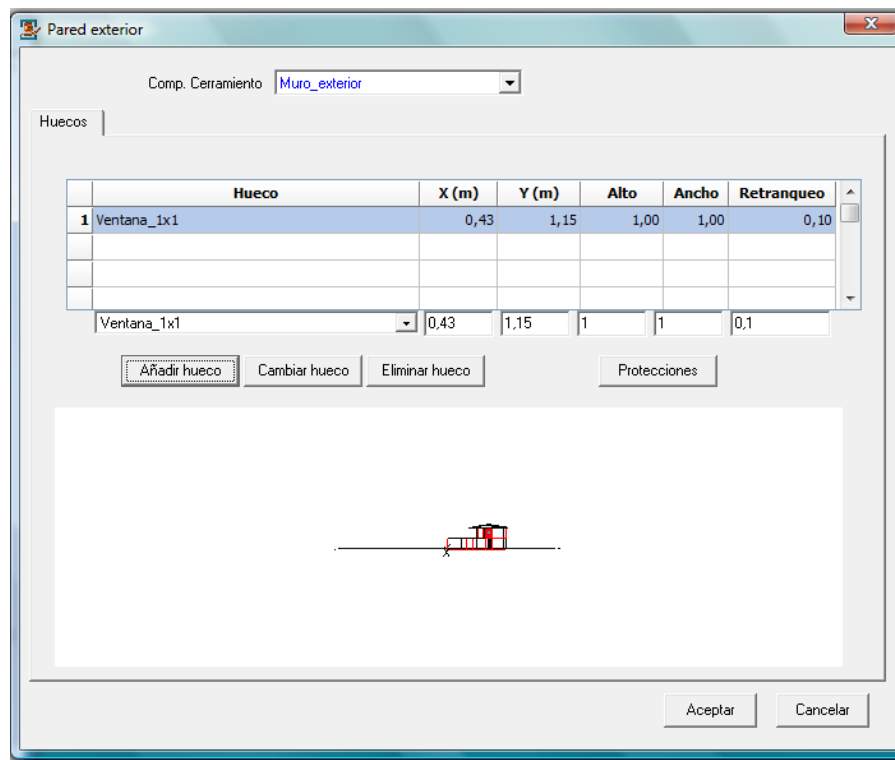 Pared exterior
Comp. Cerramiento Muro_exterior
Huecos
Hueco X (m) Y (m) Alto Ancho Retranqueo
1 Ventana_1x1 0,43 1,15 1,00 1,00 0,10
Ventana_1x1 0,43 1,15 1 1 0,1
Añadir hueco Cambiar hueco Eliminar hueco Protecciones
X
Aceptar Cancelar